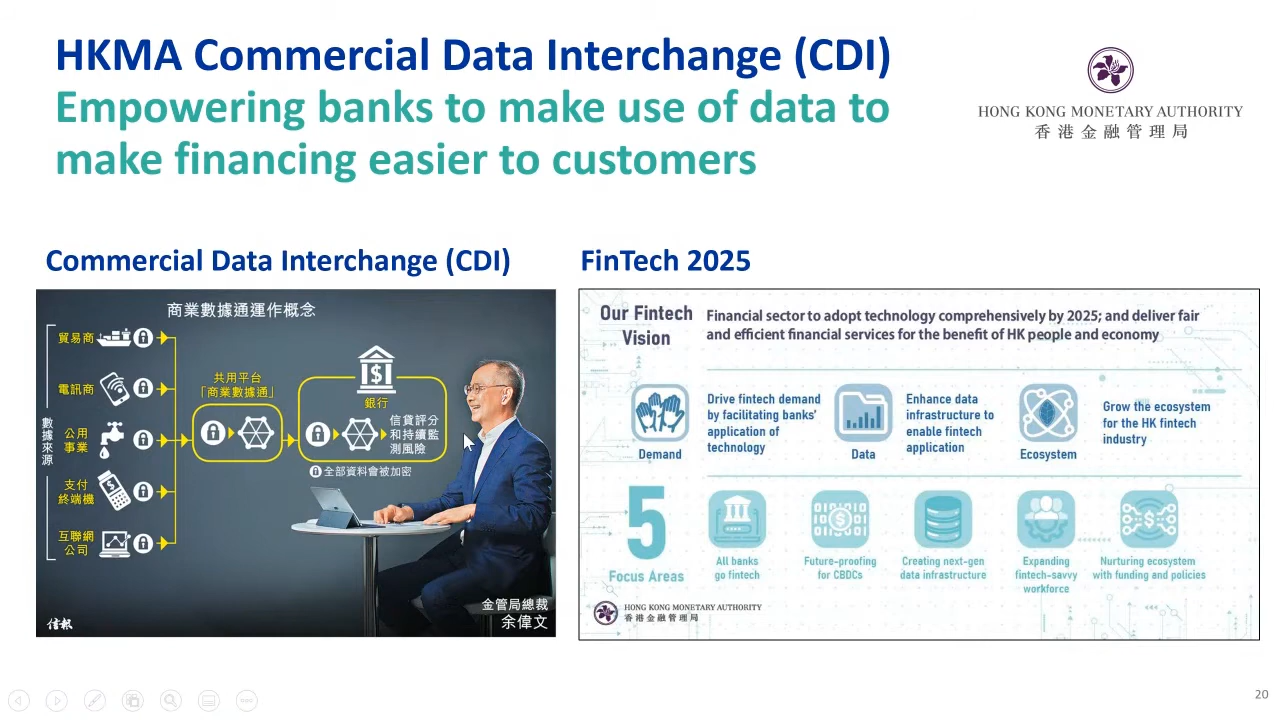 HKMA Commercial Data Interchange (CDI)
Empowering banks to make use of data to
make financing easier to customers
HONG KONG MONETARY AUTHORITY
香港金融管理局
Commercial Data Interchange (CDI)
商業數據通運作概念
數據來源
貿易商
電訊商
公用
事業
支付
終端機
互聯網
公司
共用平台
「商業數據通」
銀行
信貸評分
和持續監
測風險
全部資料會被加密
金管局總裁
余偉文
信報
FinTech 2025
Our Fintech
Vision
Financial sector to adopt technology comprehensively by 2025; and deliver fair
and efficient financial services for the benefit of HK people and economy
Demand
Drive fintech demand
by facilitating banks'
application of
technology
Data
Enhance data
infrastructure to
enable fintech
application
Ecosystem
Grow the ecosystem
for the HK fintech
industry
5
Focus Areas
All banks
go fintech
Future-proofing
for CBDCs
Creating next-gen
data infrastructure
Expanding
fintech-savvy
workforce
Nurturing ecosystem
with funding and policies
HONG KONG MONETARY AUTHORITY
香港金融管理局
20